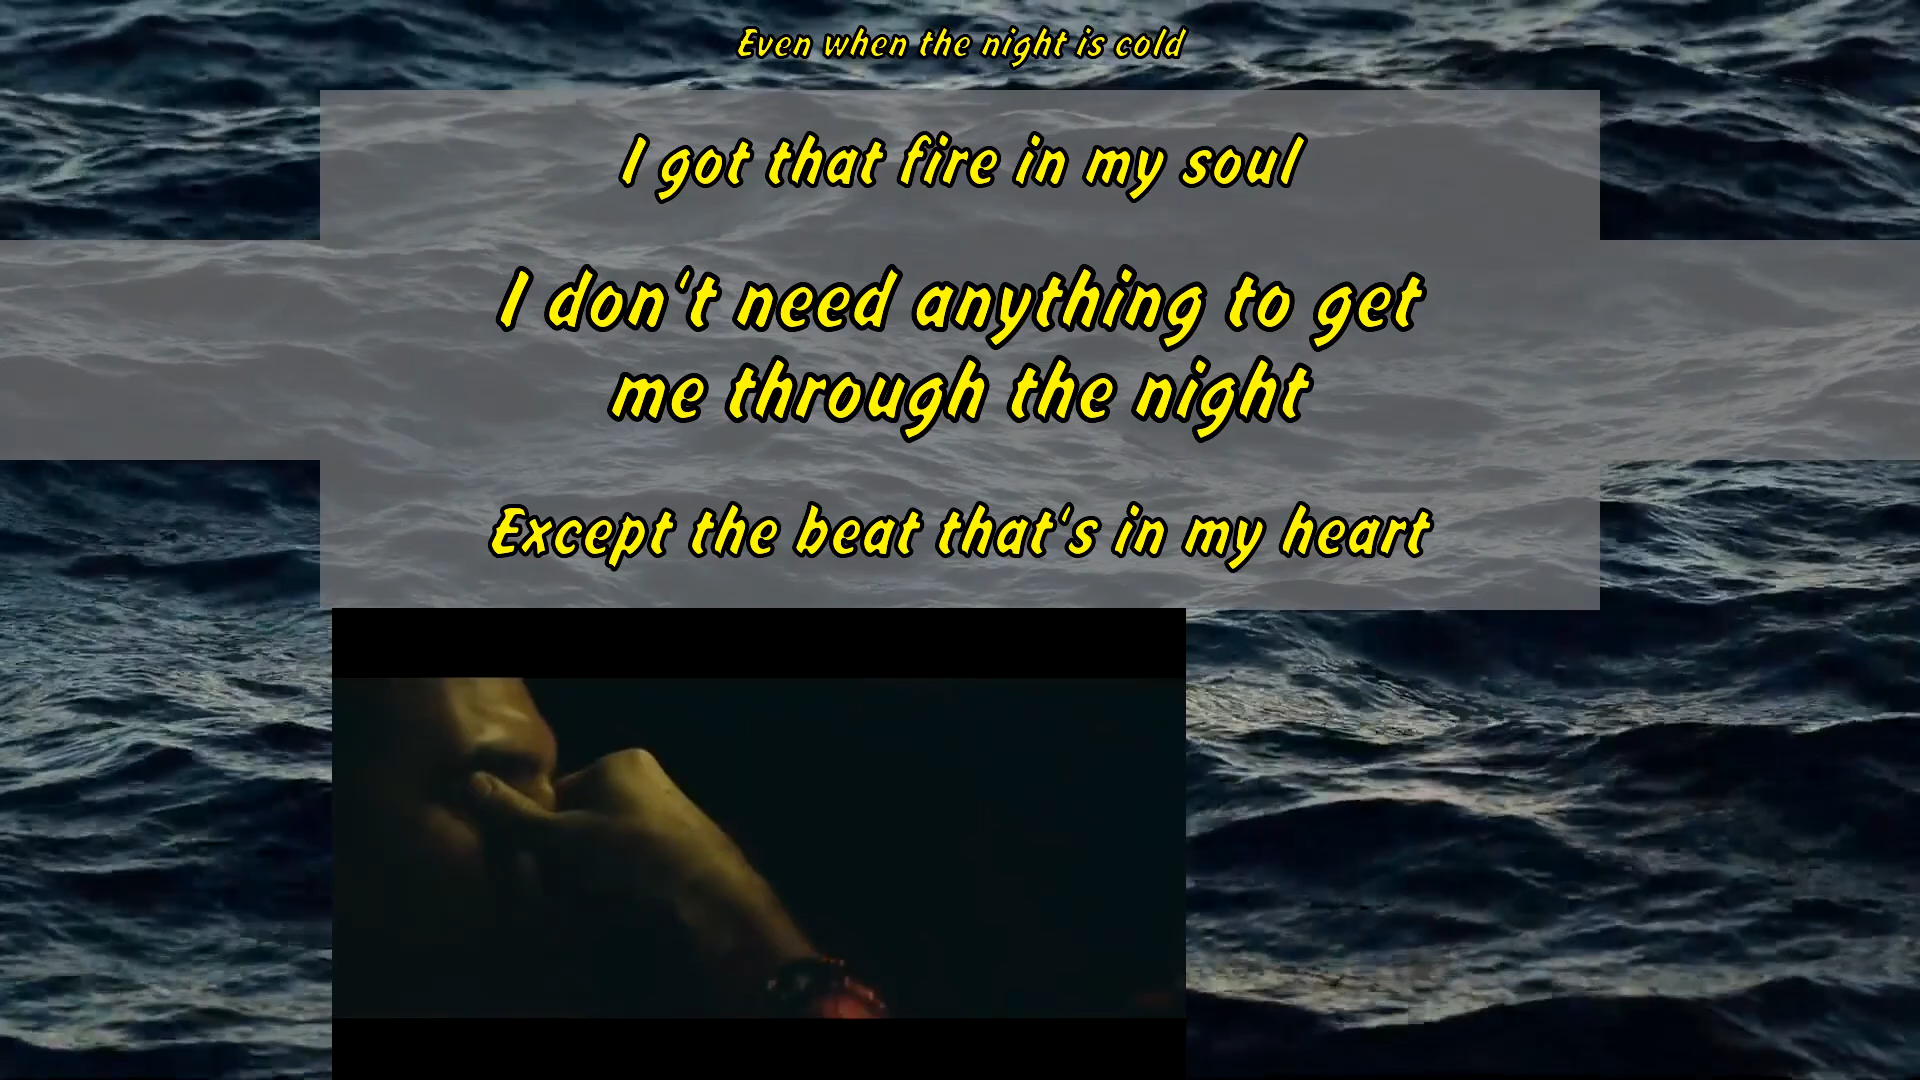 Even when the night is cold
I got that fire in my soul
I don't need anything to get
me through the night
Except the beat that's in my heart